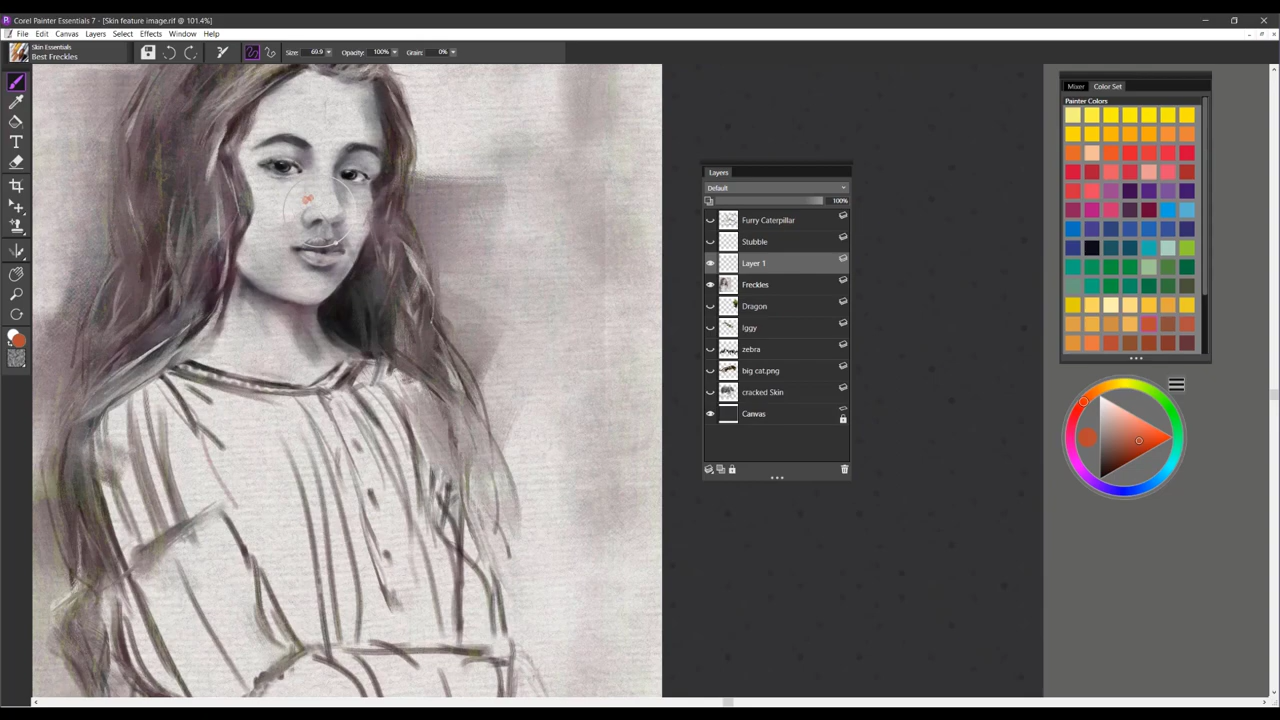 Corel Painter Essentials 7 - [Skin feature image.rif @ 101.4%]
File Edit Canvas Layers Select Effects Window Help
Skin Essentials
Best Freckles
Size: 69.9 Opacity: 100% Grain: 0%
Mixer Color Set
Painter Colors
Layers
Default
100%
Furry Caterpillar
Stubble
Layer 1
Freckles
Dragon
Iggy
zebra
big cat.png
cracked Skin
Canvas